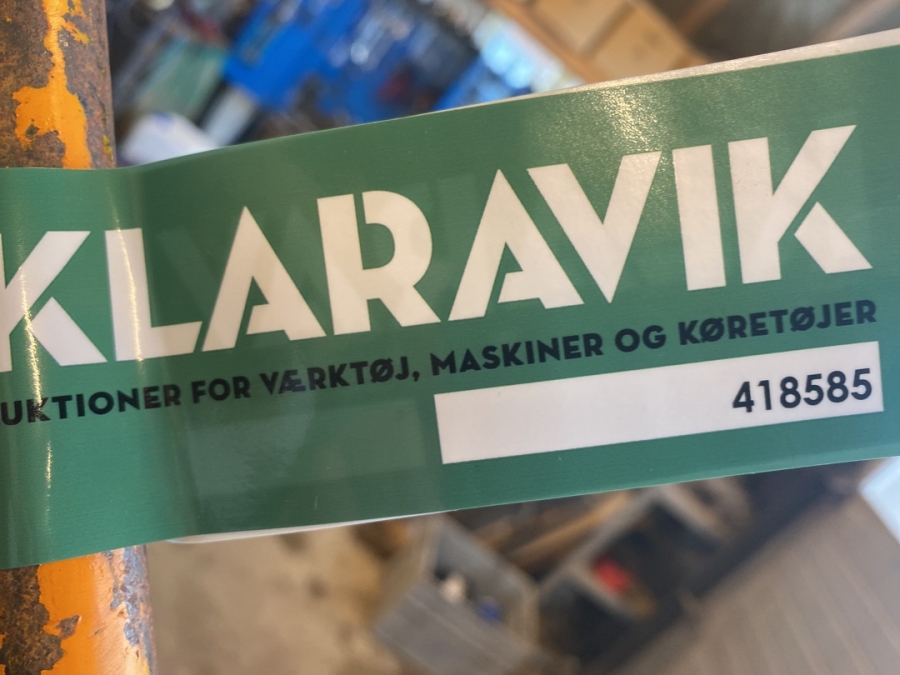 KLARAVIK
UKTIONER FOR VÆRKTØJ, MASKINER OG KØRETØJER
418585